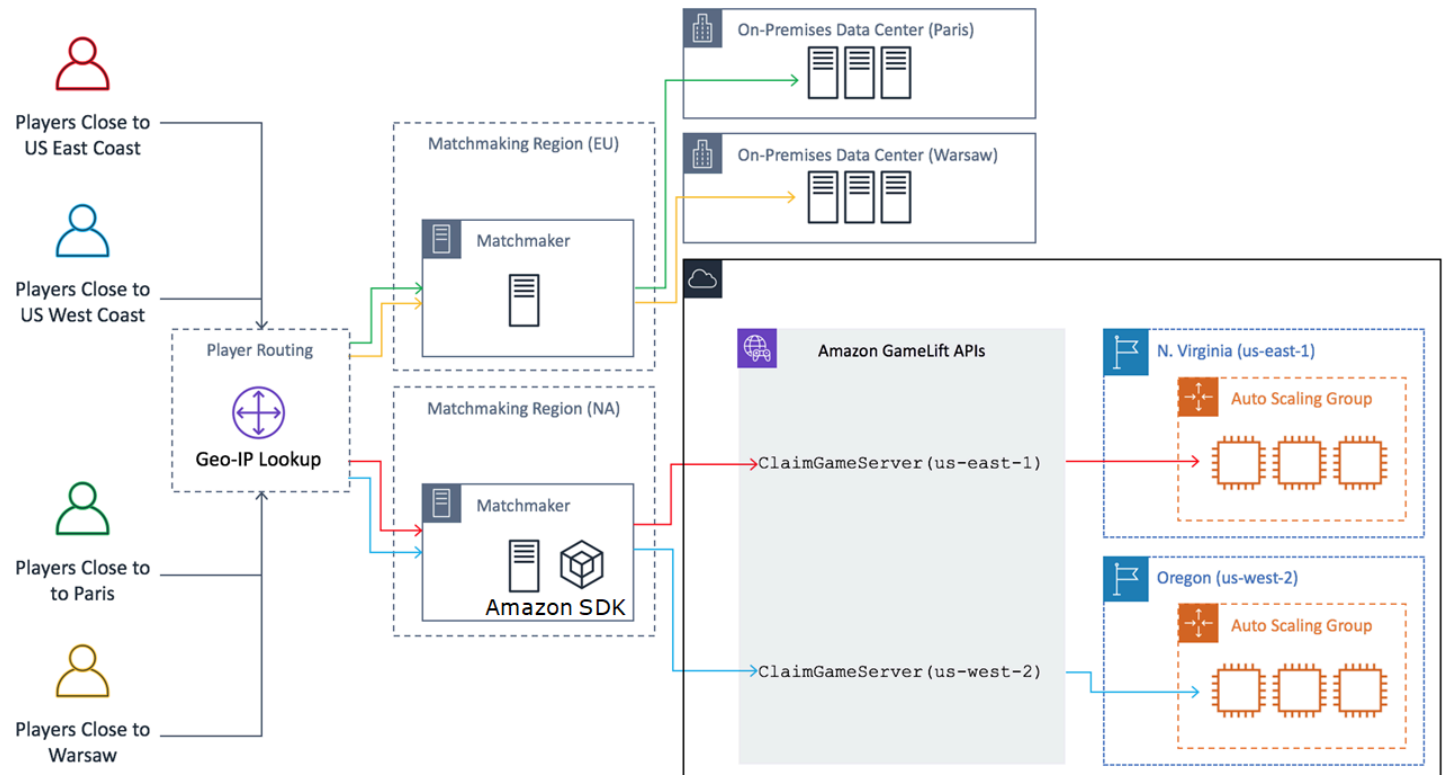 Players Close to
US East Coast
Players Close to
US West Coast
Player Routing
Geo-IP Lookup
Players Close to
to Paris
Players Close to
Warsaw
Matchmaking Region (EU)
Matchmaker
Matchmaking Region (NA)
Matchmaker
Amazon SDK
On-Premises Data Center (Paris)
On-Premises Data Center (Warsaw)
Amazon GameLift APIs
ClaimGameServer(us-east-1)
ClaimGameServer(us-west-2)
N. Virginia (us-east-1)
Auto Scaling Group
Oregon (us-west-2)
Auto Scaling Group